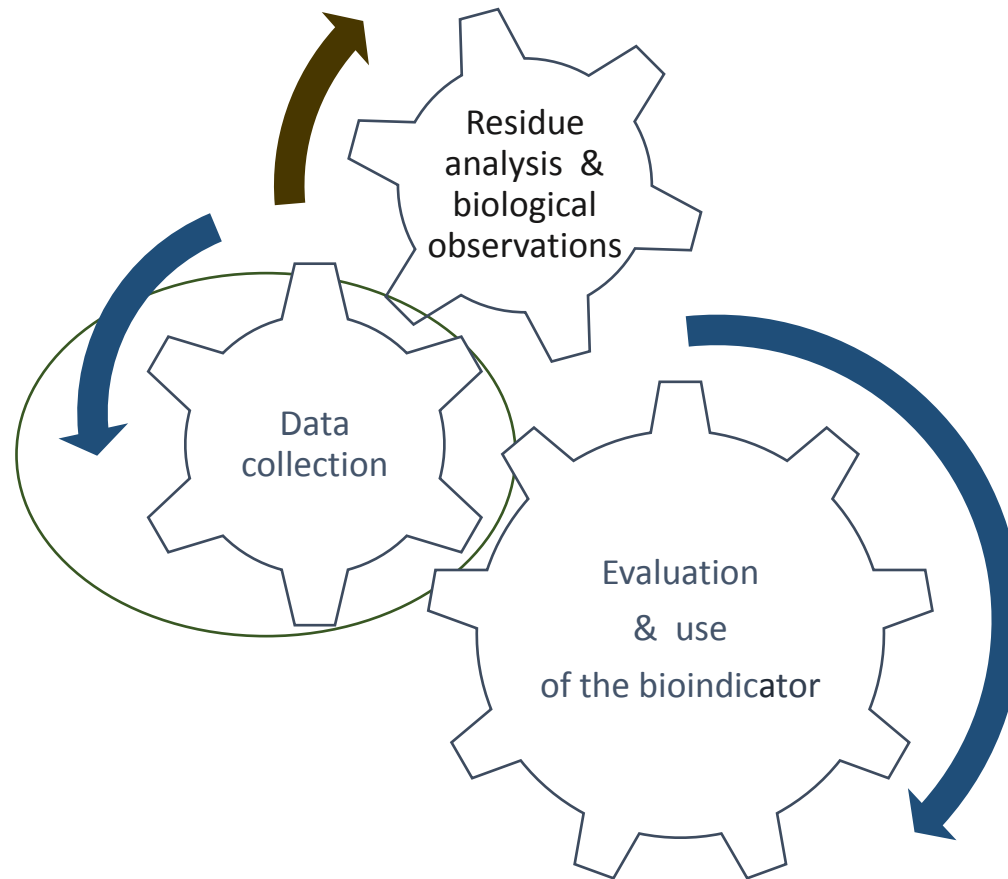 Residue
analysis & 
biological
observations
Data
collection
Evaluation
& use
of the bioindicator